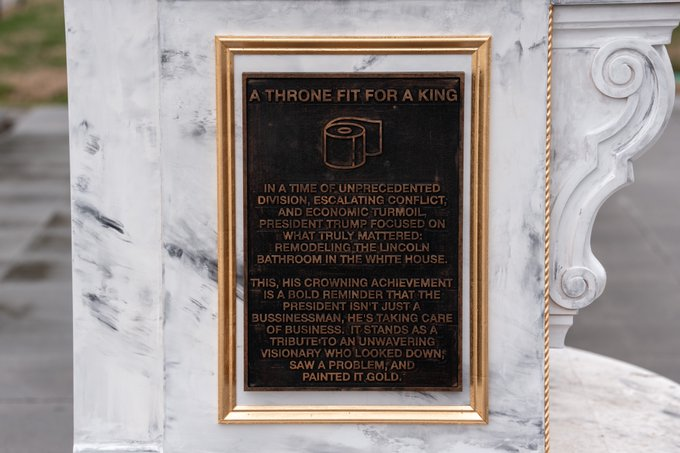 A THRONE FIT FOR A KING
IN A TIME OF UNPRECEDENTED
DIVISION, ESCALATING CONFLICT,
AND ECONOMIC TURMOIL,
PRESIDENT TRUMP FOCUSED ON
WHAT TRULY MATTERED:
REMODELING THE LINCOLN
BATHROOM IN THE WHITE HOUSE.
THIS, HIS CROWNING ACHIEVEMENT
IS A BOLD REMINDER THAT THE
PRESIDENT ISN'T JUST A
BUSSINESSMAN, HE'S TAKING CARE
OF BUSINESS. IT STANDS AS A
TRIBUTE TO AN UNWAVERING
VISIONARY WHO LOOKED DOWN,
SAW A PROBLEM, AND
PAINTED IT GOLD.